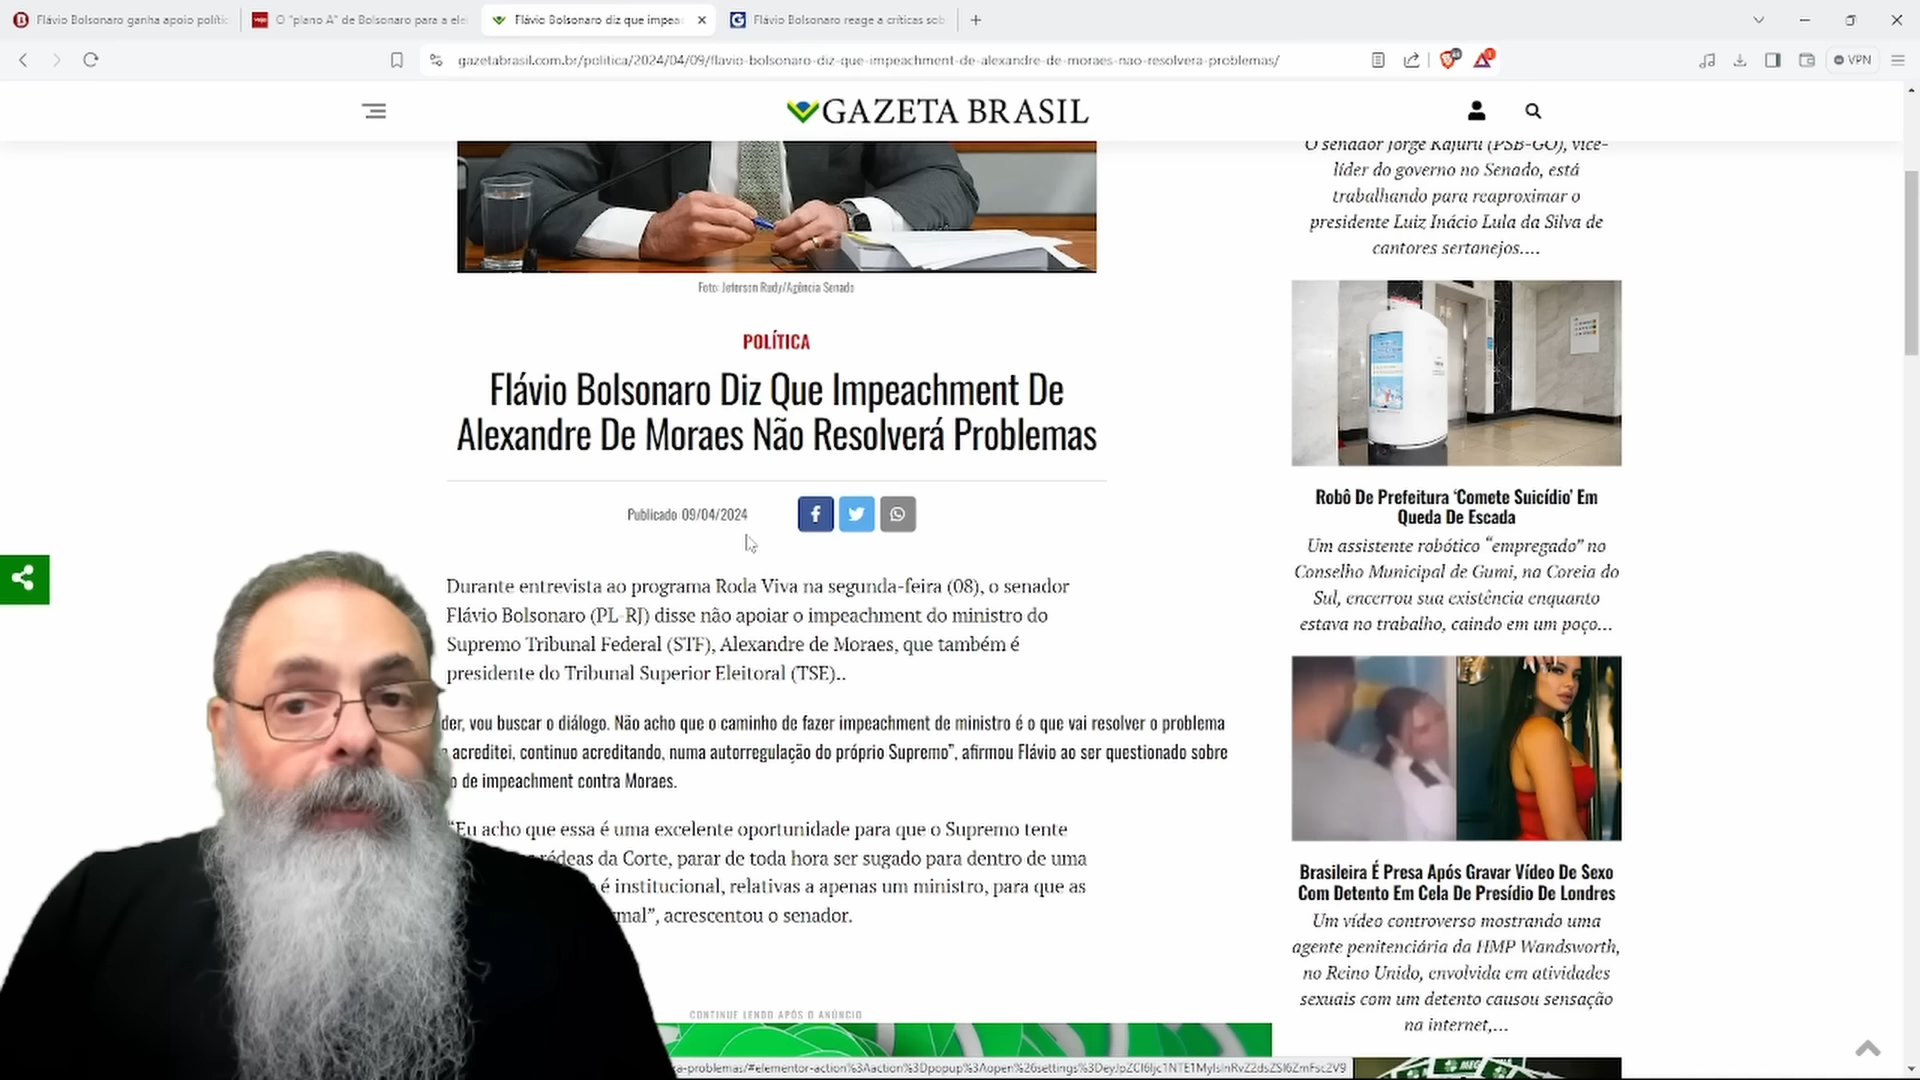 Flávio Bolsonaro ganha apoio polític
O "plano A" de Bolsonaro para a ele
Flávio Bolsonaro diz que impea
Flávio Bolsonaro reage a críticas sob
gazetabrasil.com.br/politica/2024/04/09/flavio-bolsonaro-diz-que-impeachment-de-alexandre-de-moraes-nao-resolvera-problemas/
VPN
GAZETA BRASIL
Foto: Jeferson Rudy/Agência Senado
POLÍTICA
Flávio Bolsonaro Diz Que Impeachment De
Alexandre De Moraes Não Resolverá Problemas
Publicado 09/04/2024
Durante entrevista ao programa Roda Viva na segunda-feira (08), o senador
Flávio Bolsonaro (PL-RJ) disse não apoiar o impeachment do ministro do
Supremo Tribunal Federal (STF), Alexandre de Moraes, que também é
presidente do Tribunal Superior Eleitoral (TSE)..
der, vou buscar o diálogo. Não acho que o caminho de fazer impeachment de ministro é o que vai resolver o problema
acreditei, continuo acreditando, numa autorregulação do próprio Supremo”, afirmou Flávio ao ser questionado sobre
o de impeachment contra Moraes.
“Eu acho que essa é uma excelente oportunidade para que o Supremo tente
rédeas da Corte, parar de toda hora ser sugado para dentro de uma
é institucional, relativas a apenas um ministro, para que as
mal”, acrescentou o senador.
CONTINUE LENDO APÓS O ANÚNCIO
O senador Jorge Kajuru (PSB-GO), vice-
líder do governo no Senado, está
trabalhando para reaproximar o
presidente Luiz Inácio Lula da Silva de
cantores sertanejos....
Robô De Prefeitura ‘Comete Suicídio’ Em
Queda De Escada
Um assistente robótico “empregado” no
Conselho Municipal de Gumi, na Coreia do
Sul, encerrou sua existência enquanto
estava no trabalho, caindo em um poço...
Brasileira É Presa Após Gravar Vídeo De Sexo
Com Detento Em Cela De Presídio De Londres
Um vídeo controverso mostrando uma
agente penitenciária da HMP Wandsworth,
no Reino Unido, envolvida em atividades
sexuais com um detento causou sensação
na internet,...